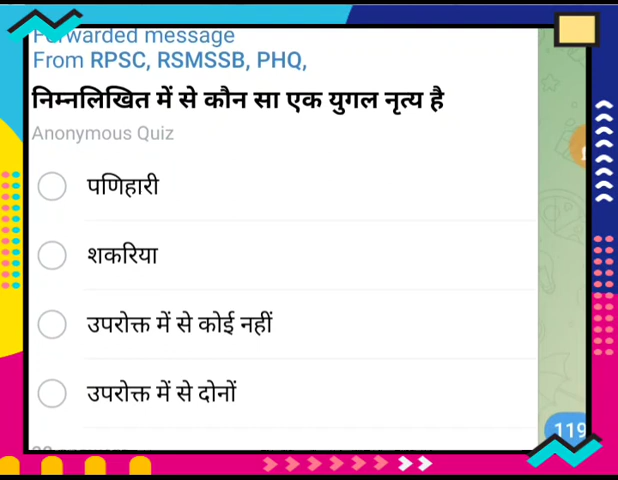 Forwarded message
From RPSC, RSMSSB, PHQ,
निम्नलिखित में से कौन सा एक युगल नृत्य है
Anonymous Quiz
पणिहारी
शकरिया
उपरोक्त में से कोई नहीं
उपरोक्त में से दोनों
119